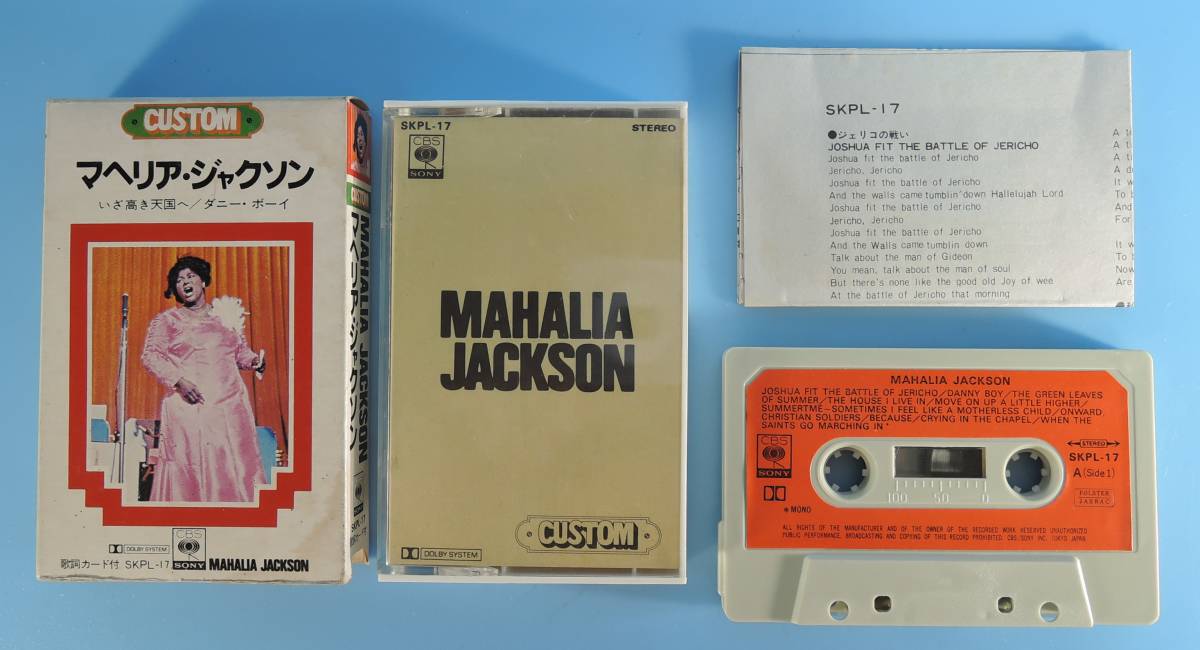 CUSTOM
マヘリア・ジャクソン
いざ高き天国へ/ダニー・ボーイ
DOLBY SYSTEM
CBS
SONY
歌詞カード付 SKPL-17
MAHALIA JACKSON
CUSTOM
MAHALIA JACKSON
マヘリア・ジャクソン
SKPL-17
SKPL-17
STEREO
CBS
SONY
MAHALIA
JACKSON
DOLBY SYSTEM
CUSTOM
SKPL-17
●ジェリコの戦い
JOSHUA FIT THE BATTLE OF JERICHO
Joshua fit the battle of Jericho
Jericho, Jericho
Joshua fit the battle of Jericho
And the walls came tumblin' down Hallelujah Lord
Joshua fit the battle of Jericho
Jericho, Jericho
Joshua fit the battle of Jericho
And the Walls came tumblin down
Talk about the man of Gideon
You mean, talk about the man of soul
But there's none like the good old Joy of wee
At the battle of Jericho that morning
MAHALIA JACKSON
JOSHUA FIT THE BATTLE OF JERICHO/DANNY BOY/THE GREEN LEAVES
OF SUMMER/THE HOUSE I LIVE IN/MOVE ON UP A LITTLE HIGHER/
SUMMERTME~SOMETIMES I FEEL LIKE A MOTHERLESS CHILD/ONWARD,
CHRISTIAN SOLDIERS/BECAUSE/CRYING IN THE CHAPEL/WHEN THE
SAINTS GO MARCHING IN*
CBS
SONY
STEREO
SKPL-17
A (Side 1)
100 50 0
*MONO
FOLSTER
JASRAC
ALL RIGHTS OF THE MANUFACTURER AND OF THE OWNER OF THE RECORDED WORK RESERVED UNAUTHORIZED
PUBLIC PERFORMANCE, BROADCASTING AND COPYING OF THIS RECORD PROHIBITED. CBS/SONY INC. TOKYO JAPAN